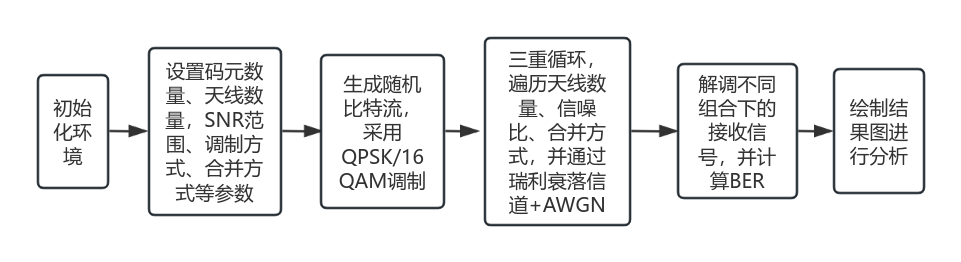 初始
化环
境
设置码元数
量、天线数
量，SNR范
围、调制方
式、合并方
式等参数
生成随机
比特流，
采用
QPSK/16
QAM调制
三重循环，
遍历天线数
量、信噪
比、合并方
式，并通过
瑞利衰落信
道+AWGN
解调不同
组合下的
接收信
号，并计
算BER
绘制结
果图进
行分析